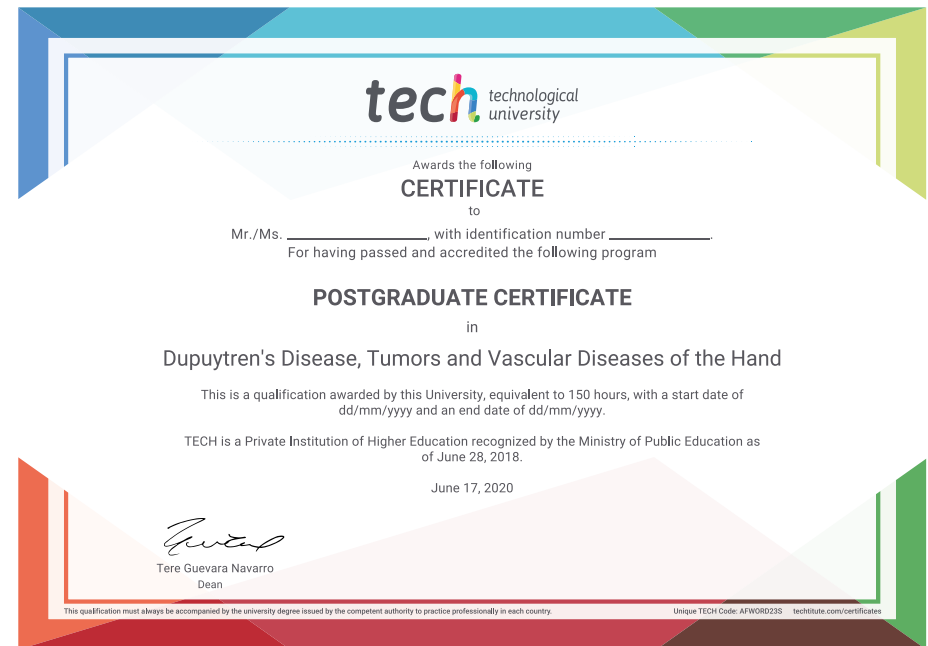 tech technological
university
Awards the following
CERTIFICATE
to
Mr./Ms. ____________________, with identification number ______________.
For having passed and accredited the following program
POSTGRADUATE CERTIFICATE
in
Dupuytren's Disease, Tumors and Vascular Diseases of the Hand
This is a qualification awarded by this University, equivalent to 150 hours, with a start date of
dd/mm/yyyy and an end date of dd/mm/yyyy.
TECH is a Private Institution of Higher Education recognized by the Ministry of Public Education as
of June 28, 2018.
June 17, 2020
Tere Guevara Navarro
Dean
This qualification must always be accompanied by the university degree issued by the competent authority to practice professionally in each country.
Unique TECH Code: AFWORD23S techtitute.com/certificates